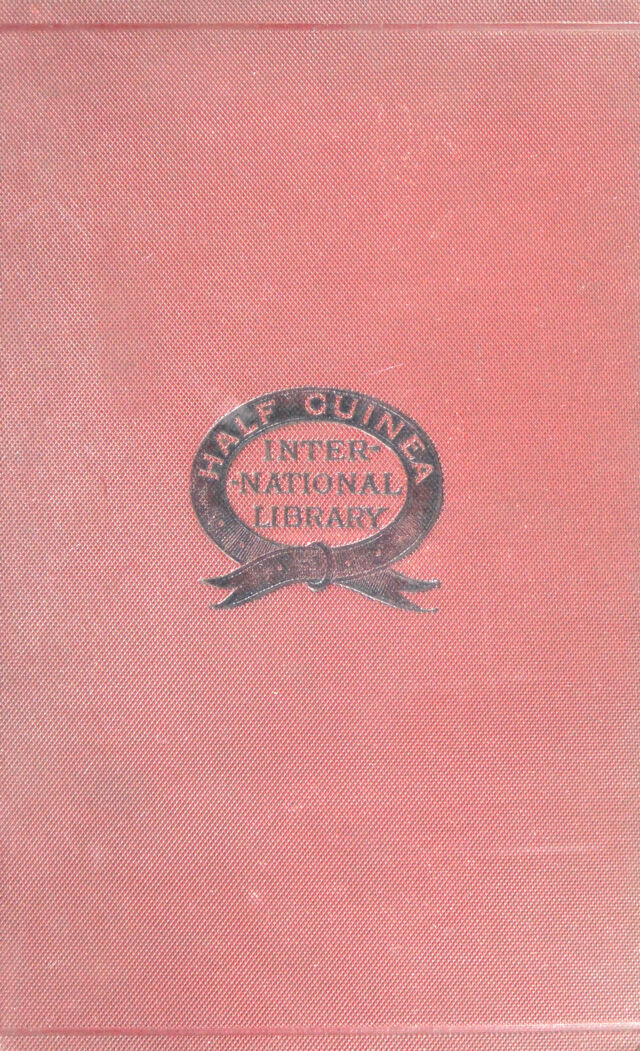 HALF GUINEA
INTER-
-NATIONAL
LIBRARY